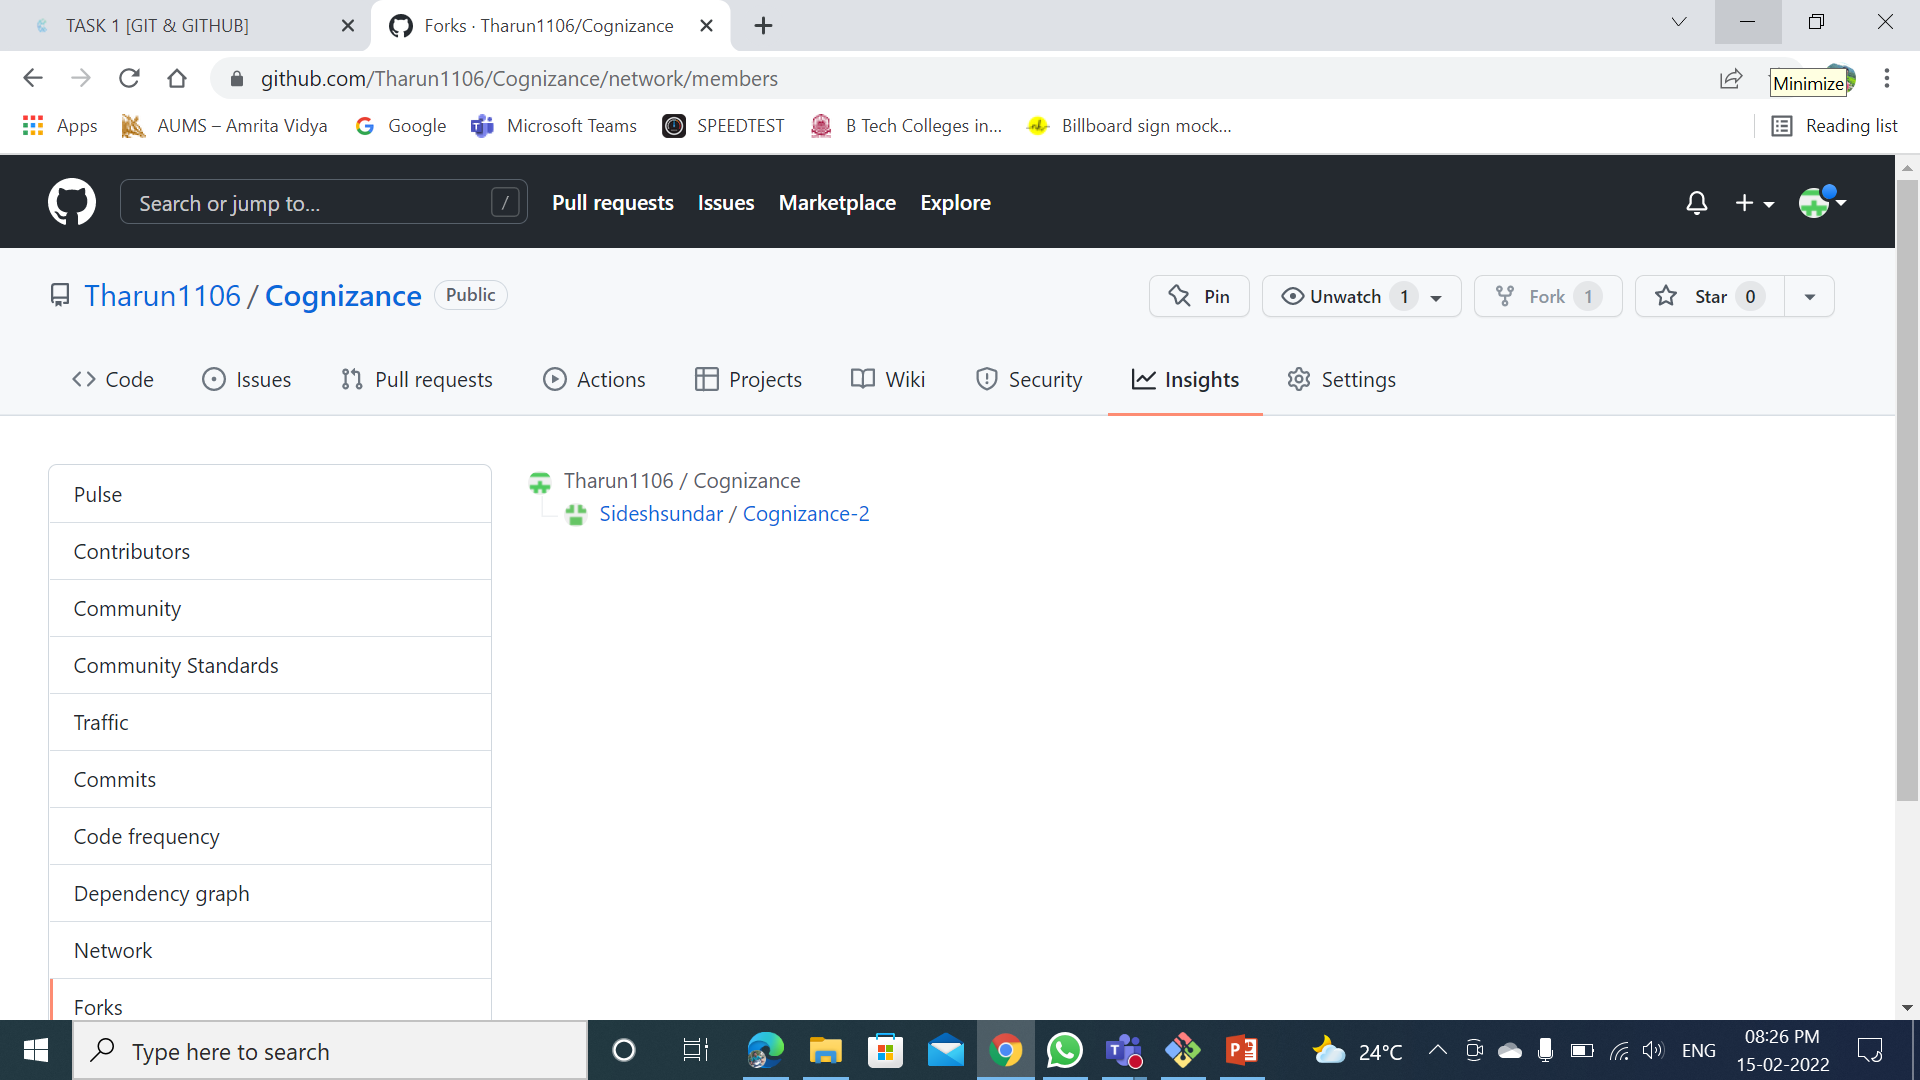 TASK 1 [GIT & GITHUB]
Forks · Tharun1106/Cognizance
github.com/Tharun1106/Cognizance/network/members
Minimize
Apps
AUMS – Amrita Vidya
Google
Microsoft Teams
SPEEDTEST
B Tech Colleges in...
Billboard sign mock...
Reading list
Search or jump to...
/
Pull requests
Issues
Marketplace
Explore
Tharun1106 / Cognizance
Public
Pin
Unwatch 1
Fork 1
Star 0
Code
Issues
Pull requests
Actions
Projects
Wiki
Security
Insights
Settings
Pulse
Contributors
Community
Community Standards
Traffic
Commits
Code frequency
Dependency graph
Network
Forks
Tharun1106 / Cognizance
Sideshsundar / Cognizance-2
Type here to search
24°C
ENG
08:26 PM
15-02-2022